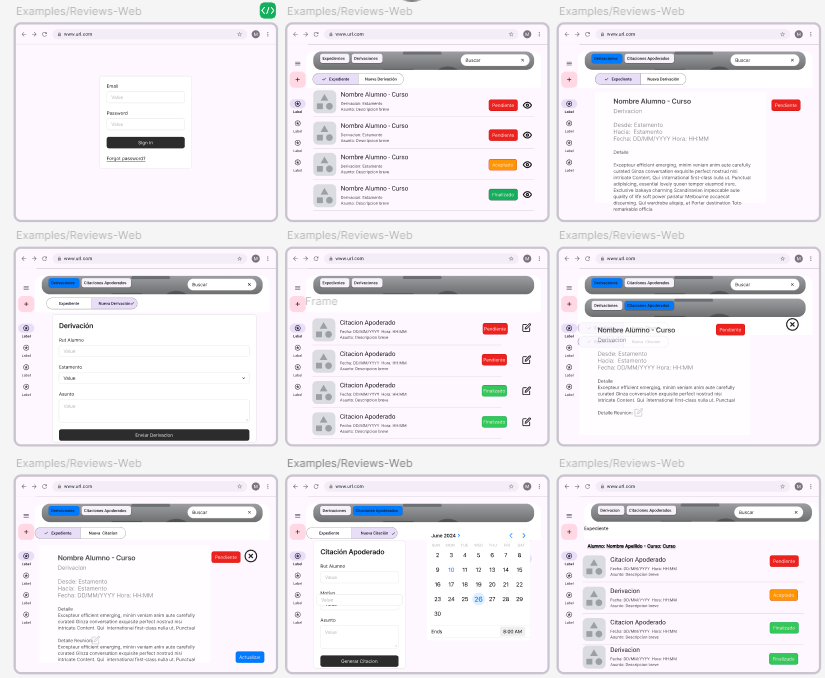 Examples/Reviews-Web
www.url.com
M
Email
Value
Password
Value
Sign In
Forgot password?
Examples/Reviews-Web
www.url.com
M
Expedientes
Derivaciones
Buscar
Expediente
Nueva Derivación
Label
Label
Label
Nombre Alumno - Curso
Derivacion: Estamento
Asunto: Descripcion breve
Pendiente
Nombre Alumno - Curso
Derivacion: Estamento
Asunto: Descripcion breve
Pendiente
Nombre Alumno - Curso
Derivacion: Estamento
Asunto: Descripcion breve
Aceptado
Nombre Alumno - Curso
Derivacion: Estamento
Asunto: Descripcion breve
Finalizado
Examples/Reviews-Web
www.url.com
M
Derivaciones
Citaciones Apoderados
Buscar
Expediente
Nueva Derivación
Label
Label
Label
Nombre Alumno - Curso
Pendiente
Derivacion
Desde: Estamento
Hacia: Estamento
Fecha: DD/MM/YYYY Hora: HH:MM
Detalle
Excepteur efficient emerging, minim veniam anim aute carefully
curated Ginza conversation exquisite perfect nostrud nisi
intricate Content. Qui international first-class nulla ut. Punctual
adipisicing, essential lovely queen tempor eiusmod irure.
Exclusive izakaya charming Scandinavian impeccable aute
quality of life soft power pariatur Melbourne occaecat
discerning. Qui wardrobe aliquip, et Porter destination Toto
remarkable officia
Examples/Reviews-Web
www.url.com
M
Derivaciones
Citaciones Apoderados
Buscar
Expediente
Nueva Derivación
Label
Label
Label
Derivación
Rut Alumno
Value
Estamento
Value
Asunto
Value
Enviar Derivacion
Examples/Reviews-Web
www.url.com
M
Expedientes
Derivaciones
Frame
Label
Label
Label
Citacion Apoderado
Fecha: DD/MM/YYYY Hora: HH:MM
Asunto: Descripcion breve
Pendiente
Citacion Apoderado
Fecha: DD/MM/YYYY Hora: HH:MM
Asunto: Descripcion breve
Pendiente
Citacion Apoderado
Fecha: DD/MM/YYYY Hora: HH:MM
Asunto: Descripcion breve
Finalizado
Citacion Apoderado
Fecha: DD/MM/YYYY Hora: HH:MM
Asunto: Descripcion breve
Finalizado
Examples/Reviews-Web
www.url.com
M
Derivaciones
Citaciones Apoderados
Buscar
Derivaciones
Citaciones Apoderados
Label
Label
Label
Nombre Alumno - Curso
Pendiente
Derivacion
Nueva Citacion
Desde: Estamento
Hacia: Estamento
Fecha: DD/MM/YYYY Hora: HH:MM
Detalle
Excepteur efficient emerging, minim veniam anim aute carefully
curated Ginza conversation exquisite perfect nostrud nisi
intricate Content. Qui international first-class nulla ut. Punctual
Detalle Reunion:
Examples/Reviews-Web
www.url.com
M
Derivaciones
Citaciones Apoderados
Buscar
Expediente
Nueva Citacion
Label
Label
Label
Nombre Alumno - Curso
Pendiente
Derivacion
Desde: Estamento
Hacia: Estamento
Fecha: DD/MM/YYYY Hora: HH:MM
Detalle
Excepteur efficient emerging, minim veniam anim aute carefully
curated Ginza conversation exquisite perfect nostrud nisi
intricate Content. Qui international first-class nulla ut. Punctual
Detalle Reunion
Excepteur efficient emerging, minim veniam anim aute carefully
curated Ginza conversation exquisite perfect nostrud nisi
intricate Content. Qui international first-class nulla ut. Punctual
Actualizar
Examples/Reviews-Web
www.url.com
M
Derivaciones
Citaciones Apoderados
Buscar
Expediente
Nueva Citación
Label
Label
Label
Citación Apoderado
Rut Alumno
Value
Motivo
Value
Asunto
Value
Generar Citacion
June 2024
SUN MON TUE WED THU FRI SAT
2 3 4 5 6 7 8
9 10 11 12 13 14 15
16 17 18 19 20 21 22
23 24 25 26 27 28 29
30
Ends
8:00 AM
Examples/Reviews-Web
www.url.com
M
Derivacion
Citaciones Apoderados
Buscar
Expediente
Label
Label
Label
Alumno: Nombre Apellido - Curso: Curso
Citacion Apoderado
Fecha: DD/MM/YYYY Hora: HH:MM
Asunto: Descripcion breve
Pendiente
Derivacion
Fecha: DD/MM/YYYY Hora: HH:MM
Asunto: Descripcion breve
Aceptado
Citacion Apoderado
Fecha: DD/MM/YYYY Hora: HH:MM
Asunto: Descripcion breve
Finalizado
Derivacion
Fecha: DD/MM/YYYY Hora: HH:MM
Asunto: Descripcion breve
Finalizado